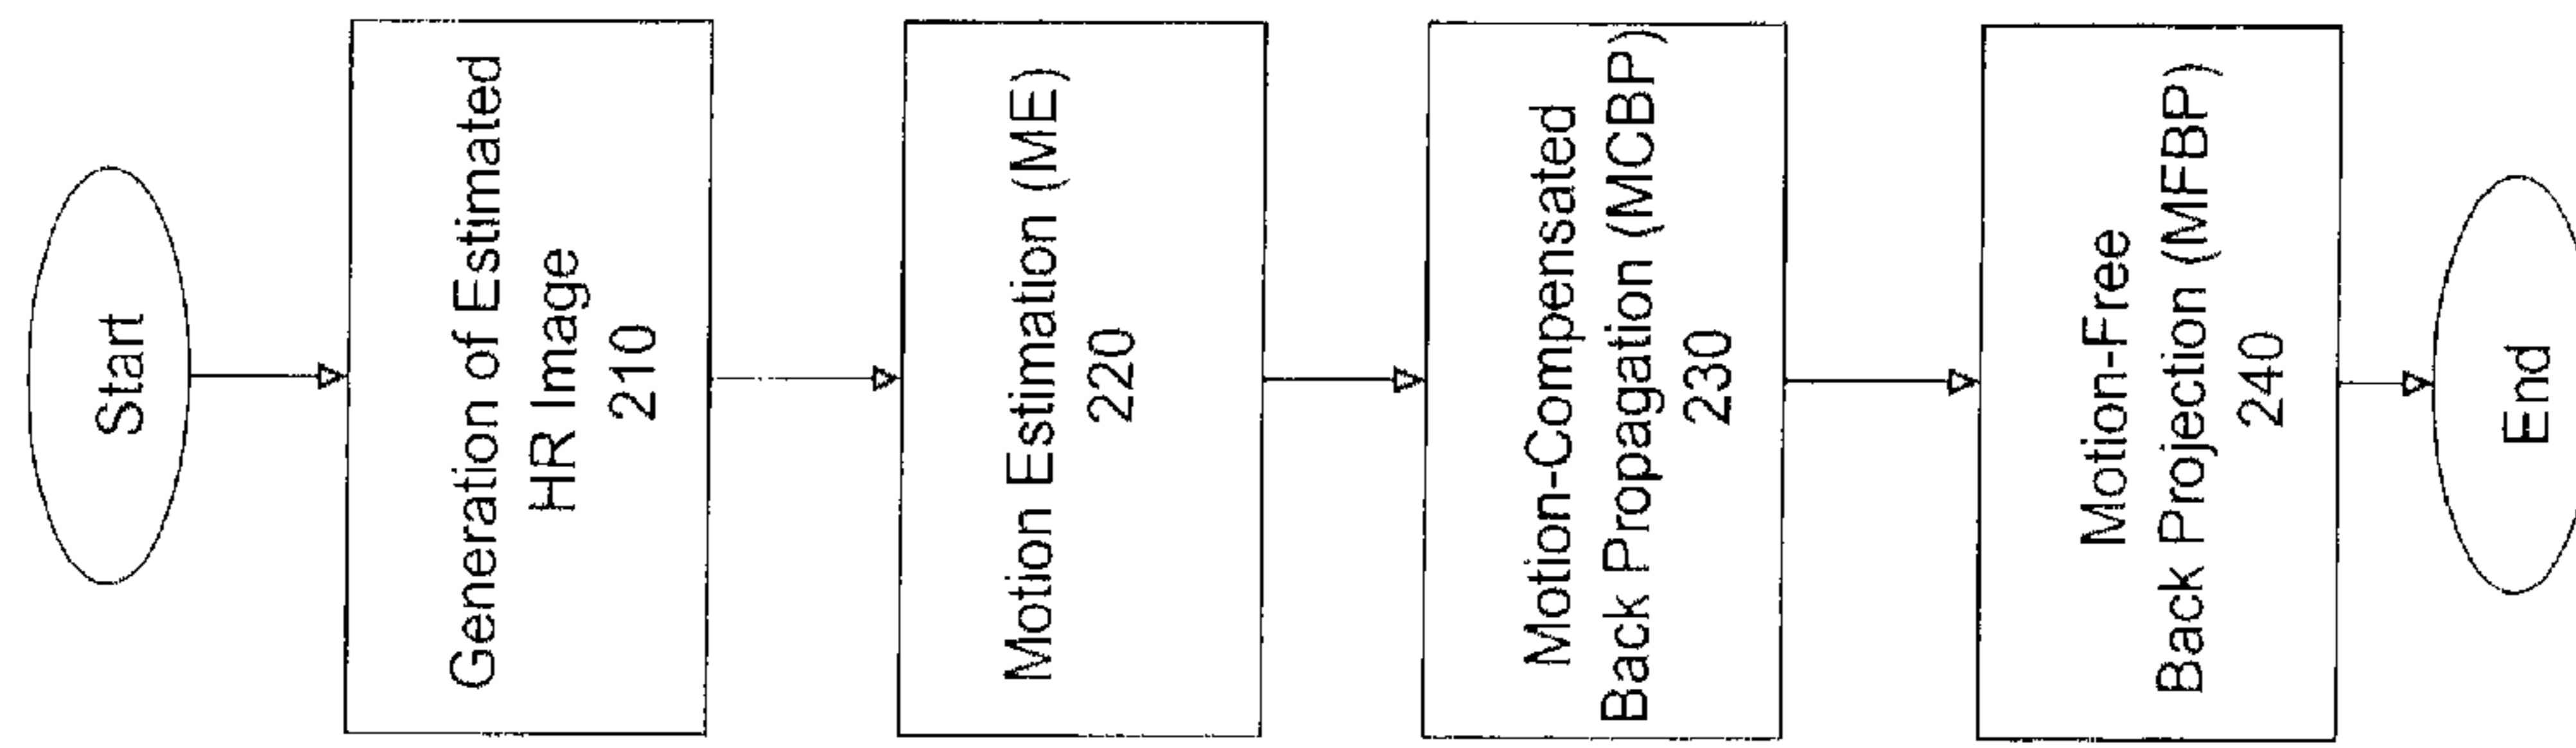 Start
Generation of Estimated
HR Image
210
Motion Estimation (ME)
220
Motion-Compensated
Back Propagation (MCBP)
230
Motion-Free
Back Projection (MFBP)
240
End